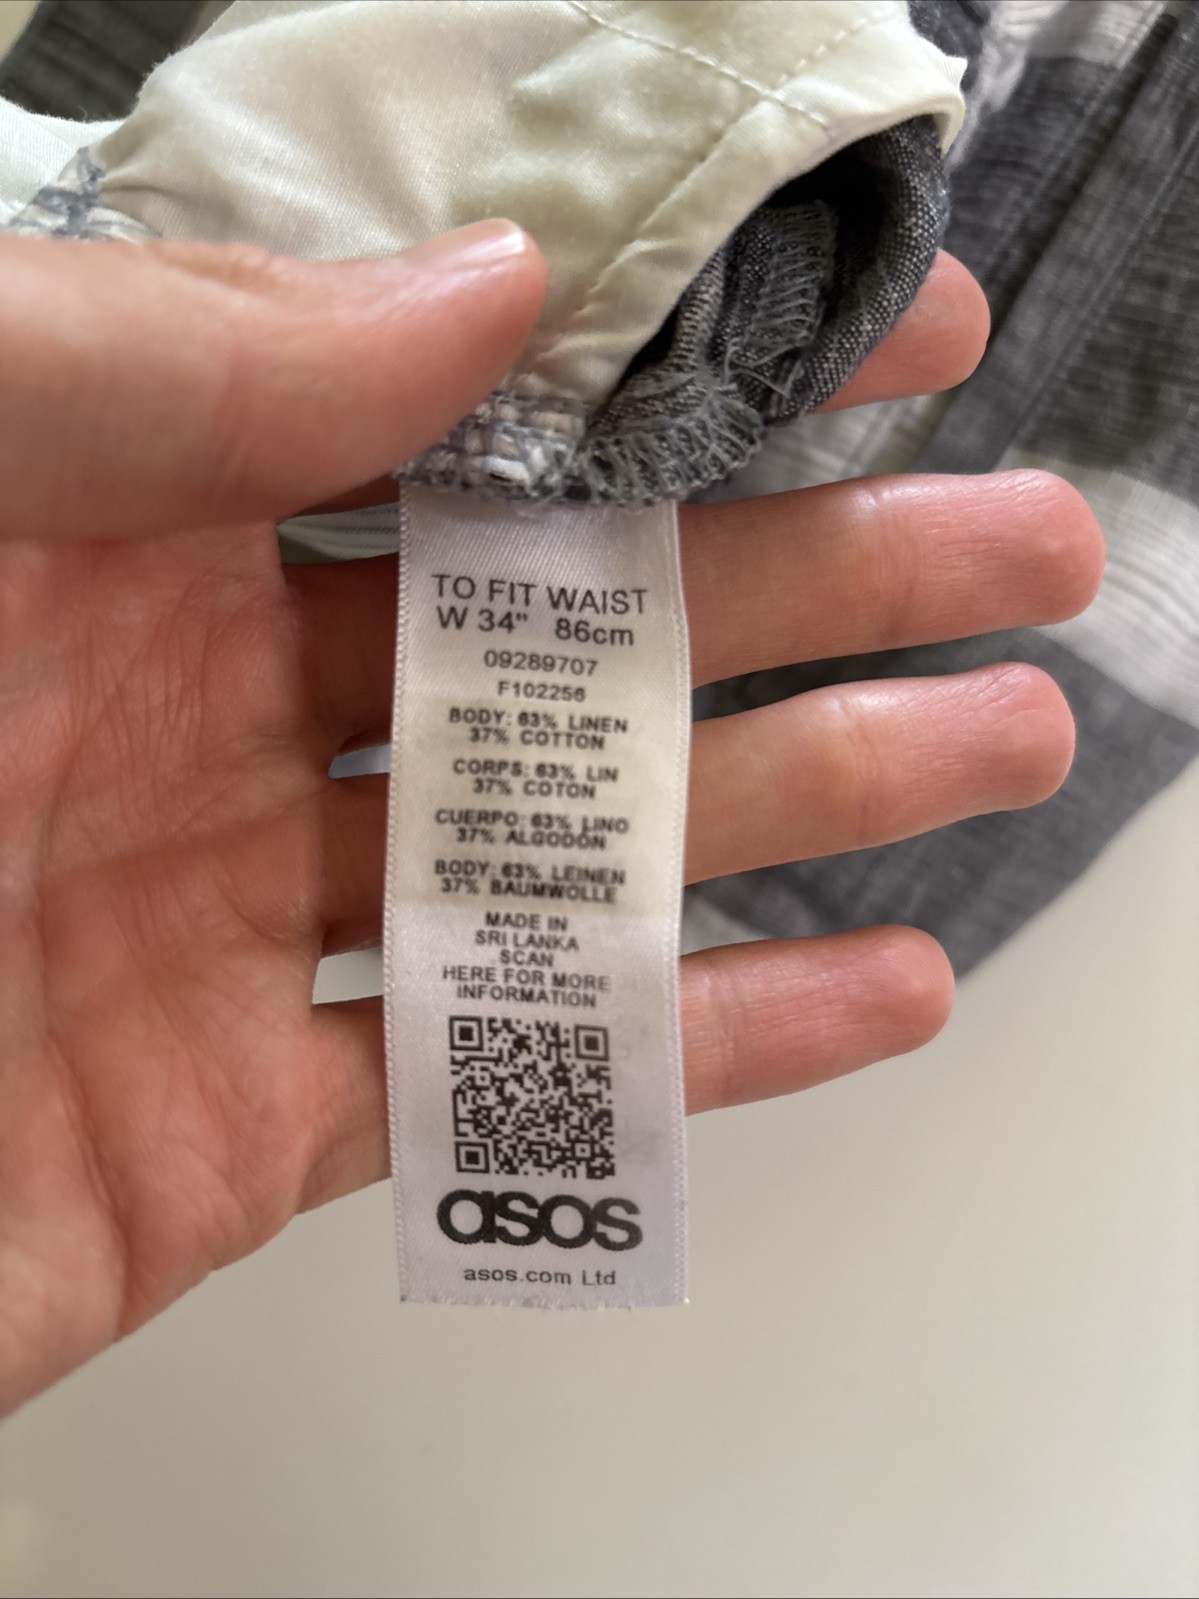 TO FIT WAIST
W 34" 86cm
09289707
F102256
BODY: 63% LINEN
37% COTTON
CORPS: 63% LIN
37% COTON
CUERPO: 63% LINO
37% ALGODÓN
BODY: 63% LEINEN
37% BAUMWOLLE
MADE IN
SRI LANKA
SCAN
HERE FOR MORE
INFORMATION
asos
asos.com Ltd